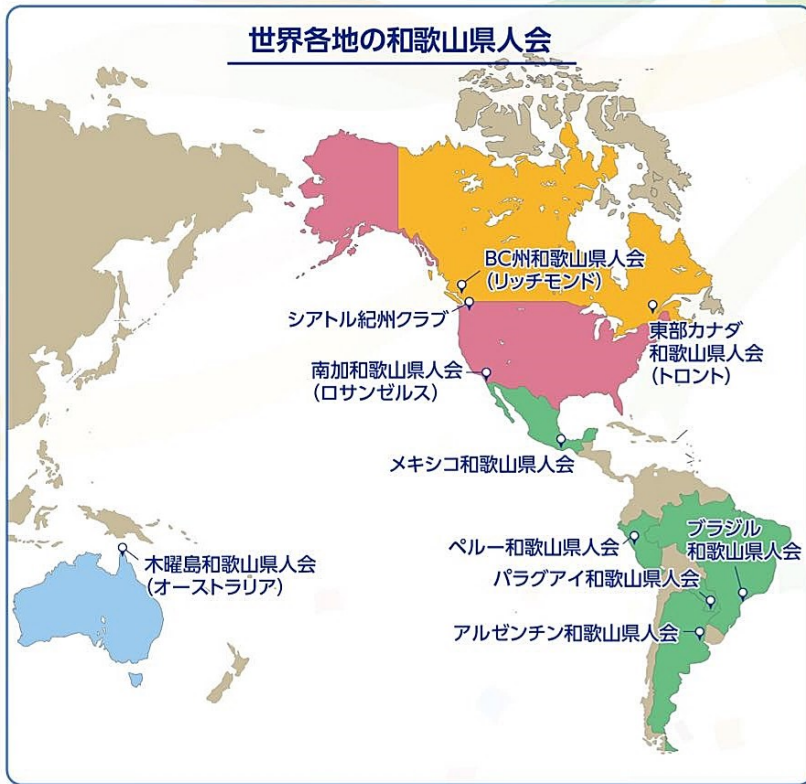 世界各地の和歌山県人会
BC州和歌山県人会
(リッチモンド)
シアトル紀州クラブ
東部カナダ
和歌山県人会
(トロント)
南加和歌山県人会
(ロサンゼルス)
メキシコ和歌山県人会
木曜島和歌山県人会
(オーストラリア)
ペルー和歌山県人会
ブラジル
和歌山県人会
パラグアイ和歌山県人会
アルゼンチン和歌山県人会